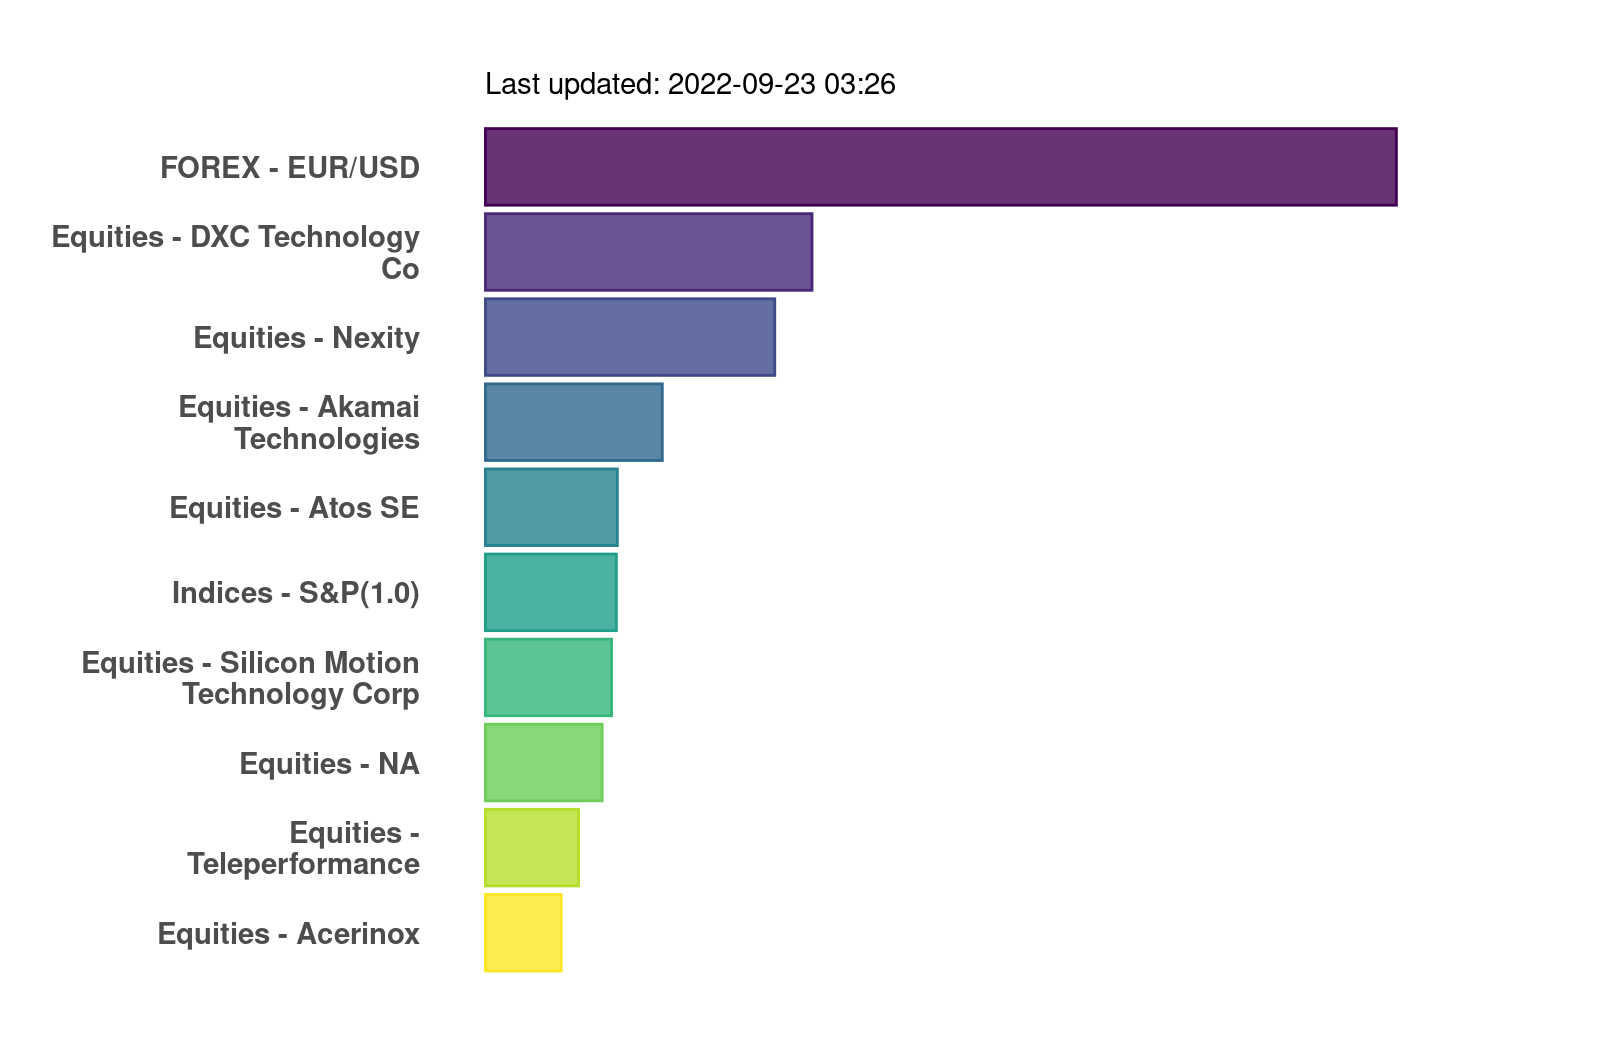 Last updated: 2022-09-23 03:26
FOREX - EUR/USD
Equities - DXC Technology
Co
Equities - Nexity
Equities - Akamai
Technologies
Equities - Atos SE
Indices - S&P(1.0)
Equities - Silicon Motion
Technology Corp
Equities - NA
Equities -
Teleperformance
Equities - Acerinox